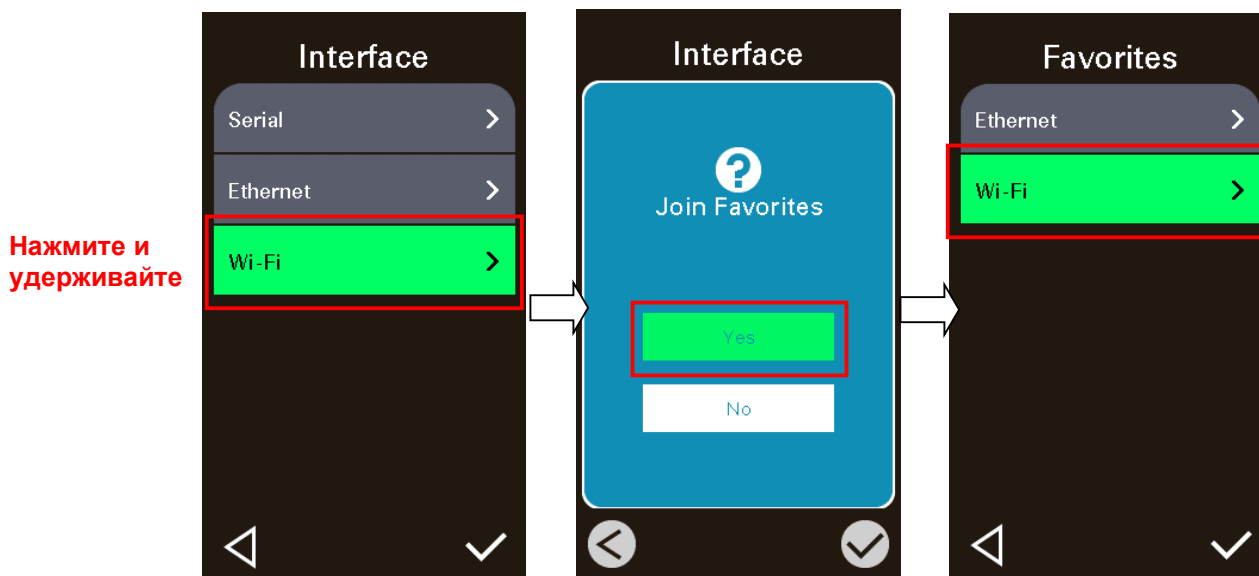 Interface
Serial
Ethernet
Wi-Fi
Нажмите и
удерживайте
Interface
Join Favorites
Yes
No
Favorites
Ethernet
Wi-Fi